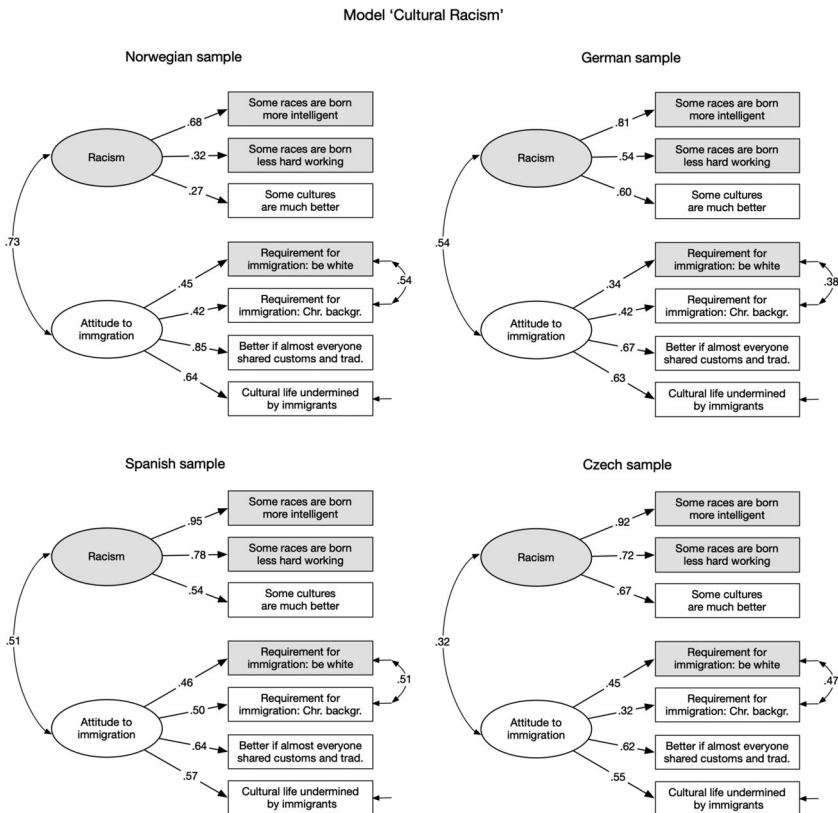 Model ‘Cultural Racism’
Norwegian sample
Some races are born
more intelligent
.68
Racism
.32
Some races are born
less hard working
.27
Some cultures
are much better
.73
Requirement for
immigration: be white
.45
.54
.42
Requirement for
immigration: Chr. backgr.
Attitude to
immgration
.85
Better if almost everyone
shared customs and trad.
.64
Cultural life undermined
by immigrants
German sample
Some races are born
more intelligent
.81
Racism
.54
Some races are born
less hard working
.60
Some cultures
are much better
.54
Requirement for
immigration: be white
.34
.38
.42
Requirement for
immigration: Chr. backgr.
Attitude to
immigration
.67
Better if almost everyone
shared customs and trad.
.63
Cultural life undermined
by immigrants
Spanish sample
Some races are born
more intelligent
.95
Racism
.78
Some races are born
less hard working
.54
Some cultures
are much better
.51
Requirement for
immigration: be white
.46
.51
.50
Requirement for
immigration: Chr. backgr.
Attitude to
immigration
.64
Better if almost everyone
shared customs and trad.
.57
Cultural life undermined
by immigrants
Czech sample
Some races are born
more intelligent
.92
Racism
.72
Some races are born
less hard working
.67
Some cultures
are much better
.32
Requirement for
immigration: be white
.45
.47
.32
Requirement for
immigration: Chr. backgr.
Attitude to
immigration
.62
Better if almost everyone
shared customs and trad.
.55
Cultural life undermined
by immigrants